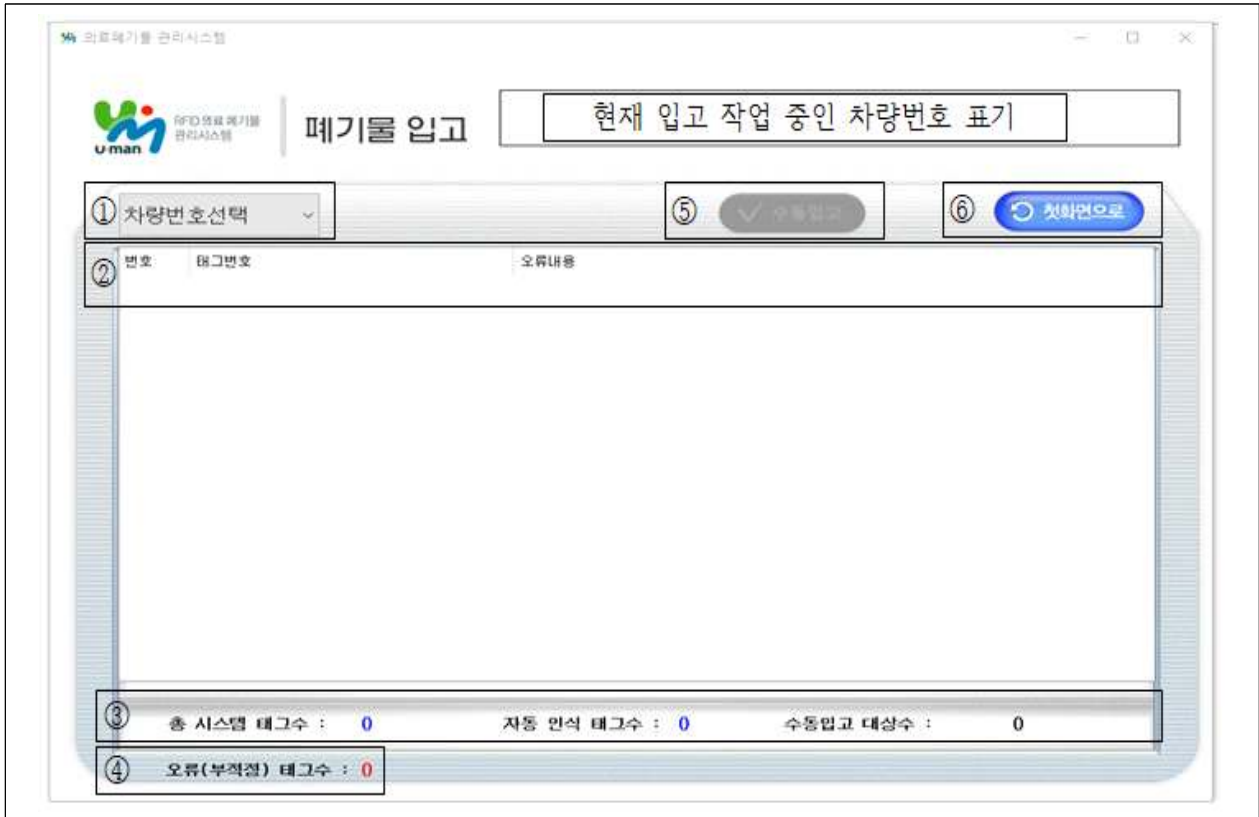 의료폐기물 관리시스템
U-man
RFID 의료폐기물
관리시스템
폐기물 입고
현재 입고 작업 중인 차량번호 표기
① 차량번호선택
⑤ 수동입고
⑥ 첫화면으로
② 번호 태그번호 오류내용
③ 총 시스템 태그수 : 0 자동 인식 태그수 : 0 수동입고 대상수 : 0
④ 오류(부적정) 태그수 : 0